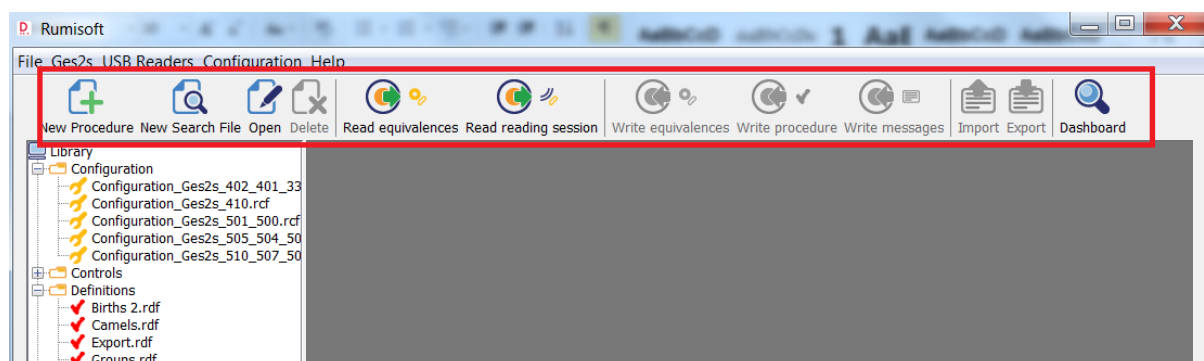 Rumisoft
File Ges2s USB Readers Configuration Help
New Procedure New Search File Open Delete Read equivalences Read reading session Write equivalences Write procedure Write messages Import Export Dashboard
Library
Configuration
Configuration_Ges2s_402_401_33
Configuration_Ges2s_410.rcf
Configuration_Ges2s_501_500.rcf
Configuration_Ges2s_505_504_50
Configuration_Ges2s_510_507_50
Controls
Definitions
Births 2.rdf
Camels.rdf
Export.rdf
Groups.rdf